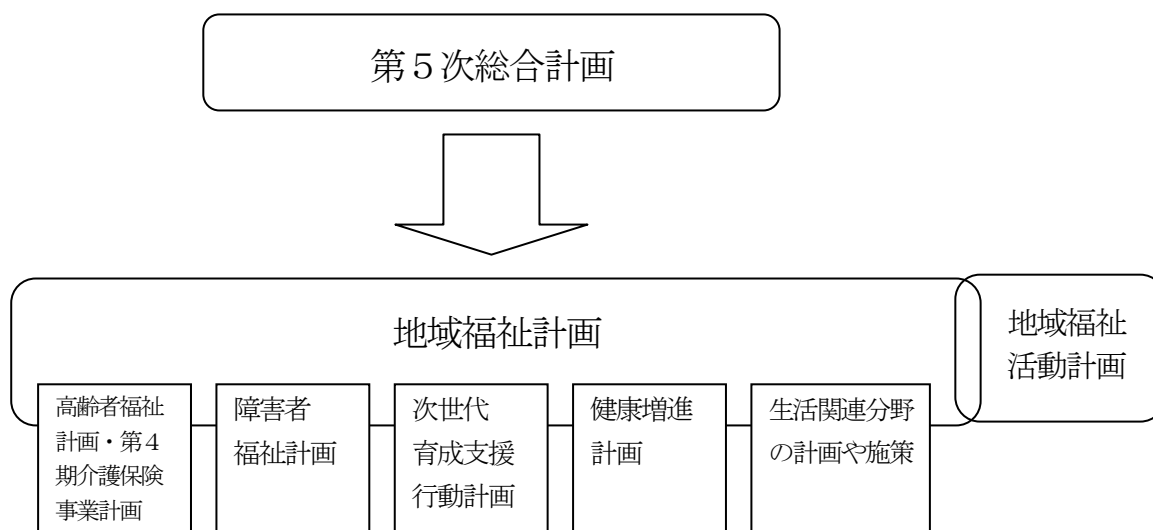 第５次総合計画
地域福祉計画
地域福祉
活動計画
高齢者福祉
計画・第４
期介護保険
事業計画
障害者
福祉計画
次世代
育成支援
行動計画
健康増進
計画
生活関連分野
の計画や施策